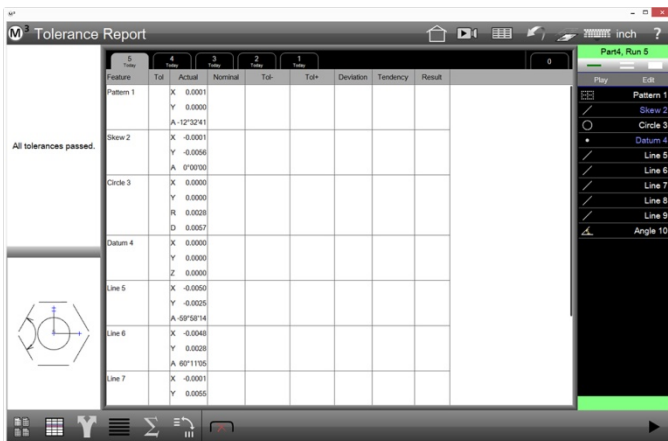 M³
M³ Tolerance Report
inch ?
5 Today 4 Today 3 Today 2 Today 1 Today 0
Feature Tol Actual Nominal Tol- Tol+ Deviation Tendency Result
Pattern 1 X 0.0001
Y 0.0000
A -12°32'41
Skew 2 X -0.0001
Y -0.0056
A 0°00'00
Circle 3 X 0.0000
Y 0.0000
R 0.0028
D 0.0057
Datum 4 X 0.0000
Y 0.0000
Z 0.0000
Line 5 X -0.0050
Y -0.0025
A -59°58'14
Line 6 X -0.0048
Y 0.0028
A 60°11'05
Line 7 X -0.0001
Y 0.0055
All tolerances passed.
Part4, Run 5
Play Edit
Pattern 1
Skew 2
Circle 3
Datum 4
Line 5
Line 6
Line 7
Line 8
Line 9
Angle 10